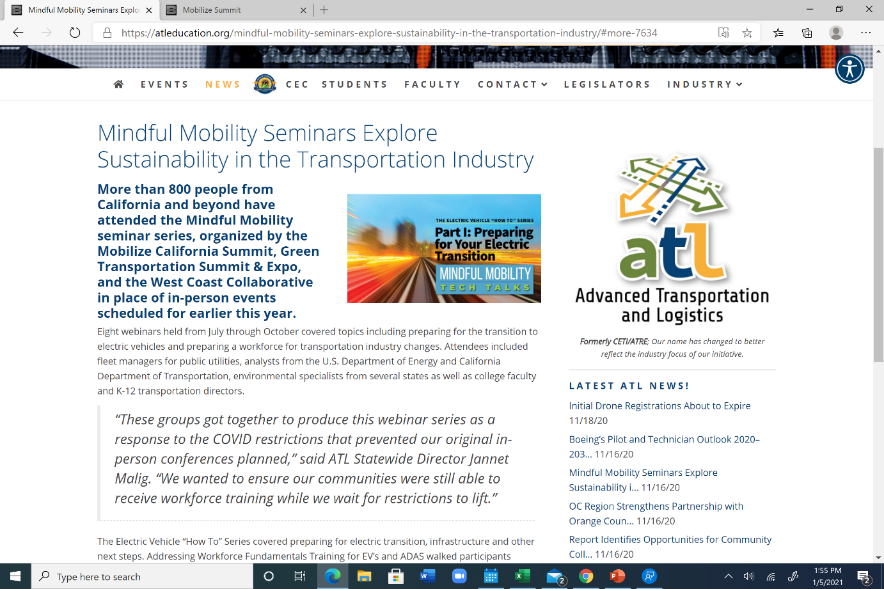 Mindful Mobility Seminars Explo
Mobilize Summit
https://atleducation.org/mindful-mobility-seminars-explore-sustainability-in-the-transportation-industry/#more-7634
EVENTS NEWS CEC STUDENTS FACULTY CONTACT LEGISLATORS INDUSTRY
Mindful Mobility Seminars Explore
Sustainability in the Transportation Industry
More than 800 people from
California and beyond have
attended the Mindful Mobility
seminar series, organized by the
Mobilize California Summit, Green
Transportation Summit & Expo,
and the West Coast Collaborative
in place of in-person events
scheduled for earlier this year.
THE ELECTRIC VEHICLE "HOW TO" SERIES
Part I: Preparing
for Your Electric
Transition
MINDFUL MOBILITY
TECH TALKS
Eight webinars held from July through October covered topics including preparing for the transition to
electric vehicles and preparing a workforce for transportation industry changes. Attendees included
fleet managers for public utilities, analysts from the U.S. Department of Energy and California
Department of Transportation, environmental specialists from several states as well as college faculty
and K-12 transportation directors.
“These groups got together to produce this webinar series as a
response to the COVID restrictions that prevented our original in-
person conferences planned,” said ATL Statewide Director Jannet
Malig. “We wanted to ensure our communities were still able to
receive workforce training while we wait for restrictions to lift.”
The Electric Vehicle “How To” Series covered preparing for electric transition, infrastructure and other
next steps. Addressing Workforce Fundamentals Training for EV's and ADAS walked participants
atl
Advanced Transportation
and Logistics
Formerly CETI/ATRE; Our name has changed to better
reflect the industry focus of our initiative.
LATEST ATL NEWS!
Initial Drone Registrations About to Expire
11/18/20
Boeing's Pilot and Technician Outlook 2020–
203... 11/16/20
Mindful Mobility Seminars Explore
Sustainability i... 11/16/20
OC Region Strengthens Partnership with
Orange Coun... 11/16/20
Report Identifies Opportunities for Community
Coll... 11/16/20
Type here to search
2
1:55 PM
1/5/2021
2